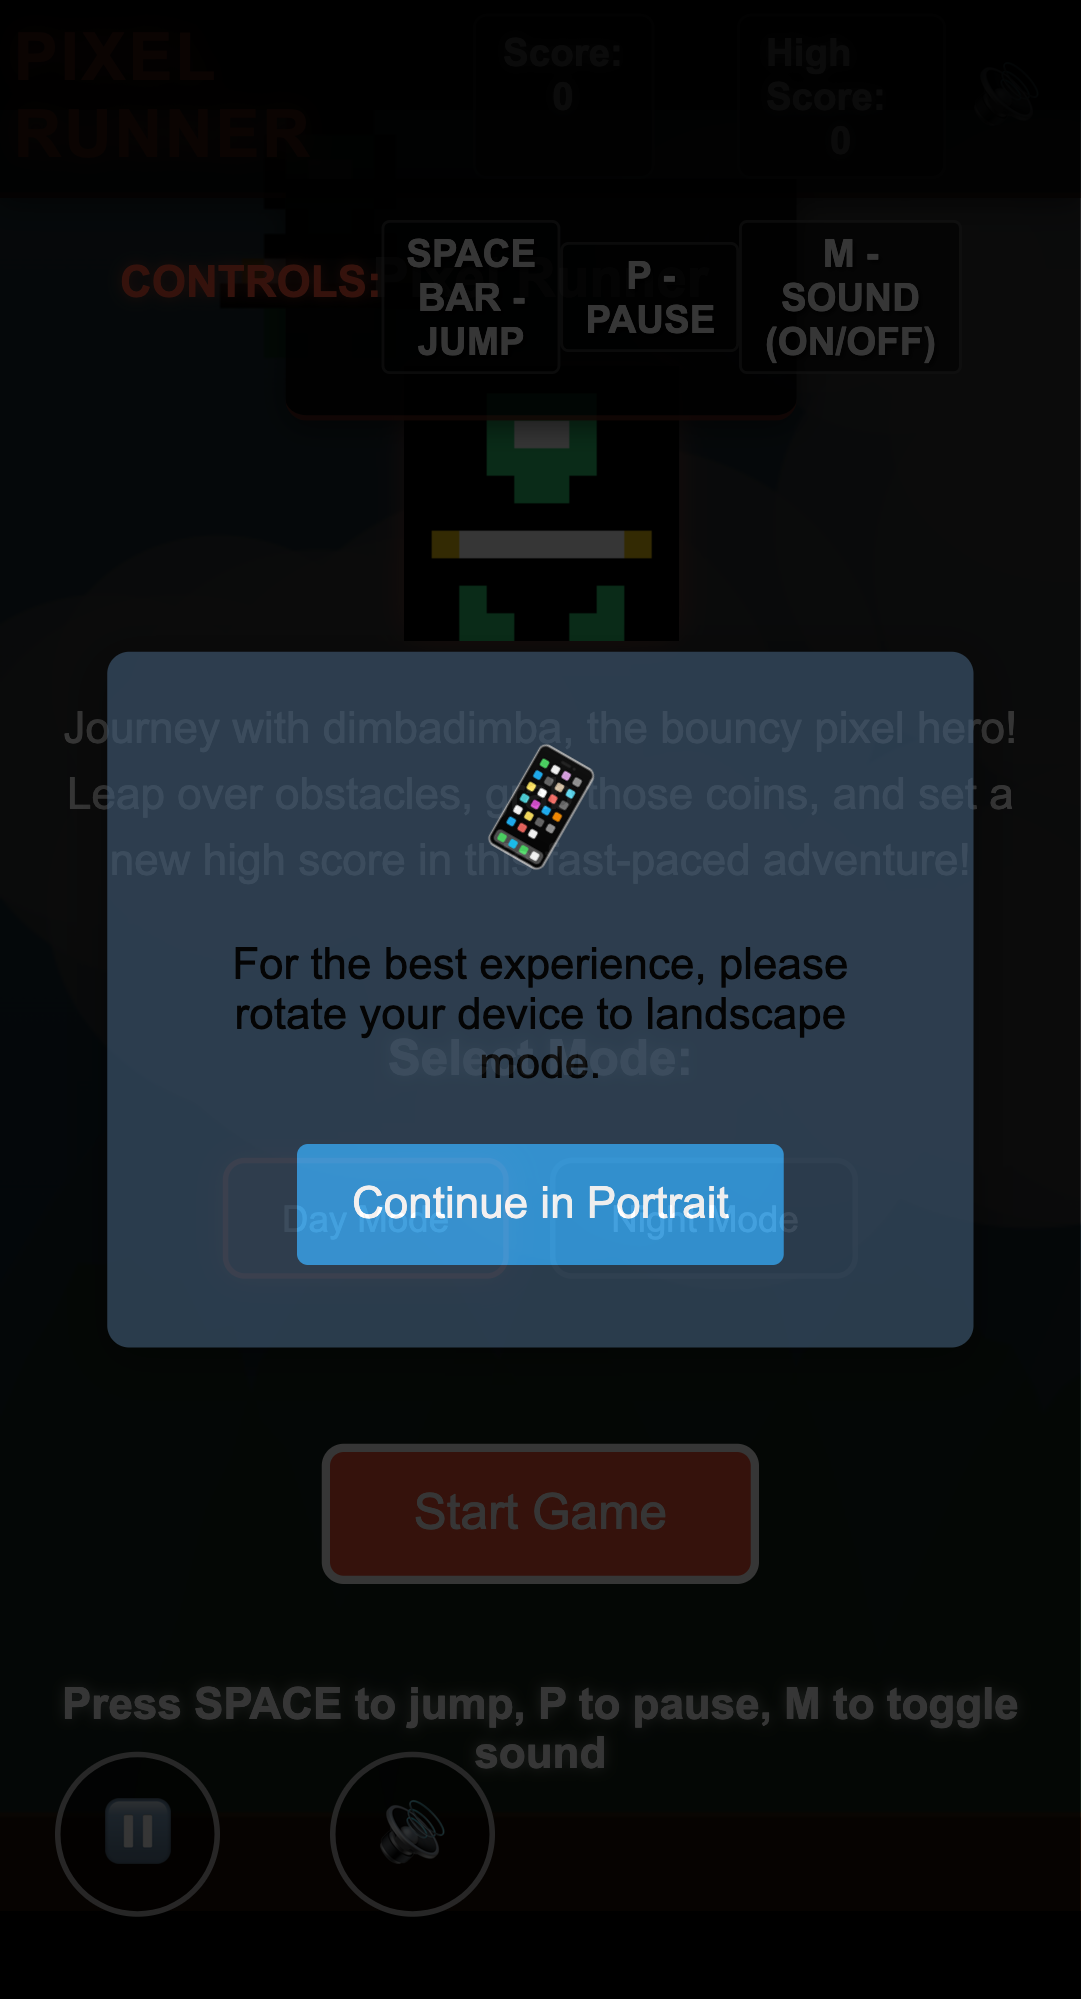 PIXEL
RUNNER
Score:
0
High
Score:
0
Pixel Runner
CONTROLS:
SPACE
BAR -
JUMP
P -
PAUSE
M -
SOUND
(ON/OFF)
Journey with dimbadimba, the bouncy pixel hero!
Leap over obstacles, those coins, and set a
new high score in this fast-paced adventure!
For the best experience, please
rotate your device to landscape
mode.
Select Mode:
Continue in Portrait
Day Mode
Night Mode
Start Game
Press SPACE to jump, P to pause, M to toggle
sound